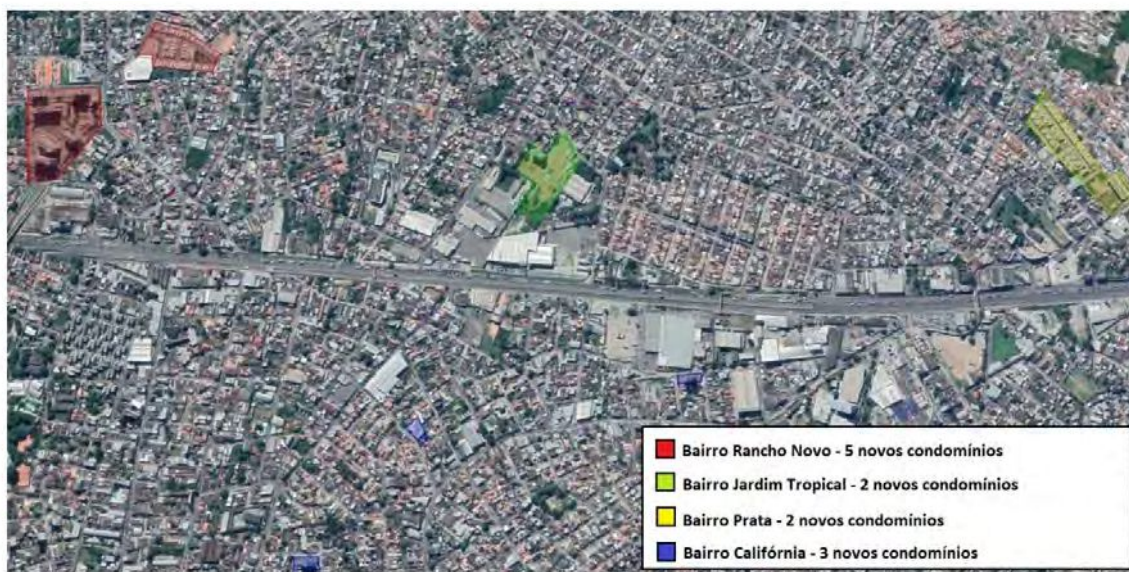 Bairro Rancho Novo - 5 novos condomínios
Bairro Jardim Tropical - 2 novos condomínios
Bairro Prata - 2 novos condomínios
Bairro Califórnia - 3 novos condomínios